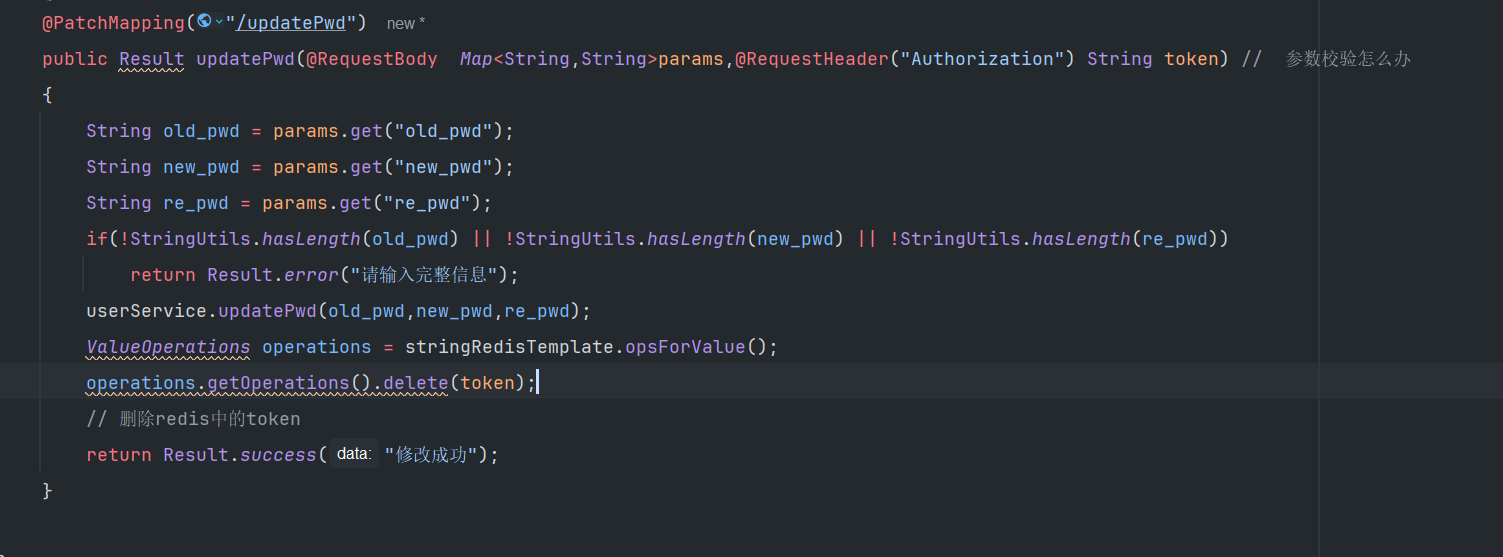 @PatchMapping("/updatePwd") new *
public Result updatePwd(@RequestBody  Map<String,String>params,@RequestHeader("Authorization") String token) //  参数校验怎么办
{
    String old_pwd = params.get("old_pwd");
    String new_pwd = params.get("new_pwd");
    String re_pwd = params.get("re_pwd");
    if(!StringUtils.hasLength(old_pwd) || !StringUtils.hasLength(new_pwd) || !StringUtils.hasLength(re_pwd))
        return Result.error("请输入完整信息");
    userService.updatePwd(old_pwd,new_pwd,re_pwd);
    ValueOperations operations = stringRedisTemplate.opsForValue();
    operations.getOperations().delete(token);
    // 删除redis中的token
    return Result.success( data: "修改成功");
}